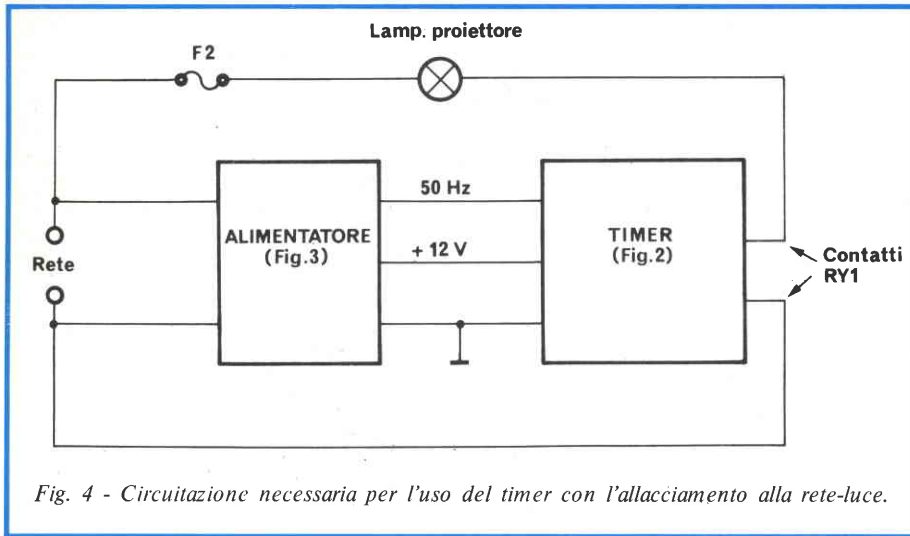 Lamp. proiettore
F2
50 Hz
ALIMENTATORE
(Fig.3)
+ 12 V
TIMER
(Fig.2)
Rete
Contatti
RY1
Fig. 4 - Circuitazione necessaria per l'uso del timer con l'allacciamento alla rete-luce.